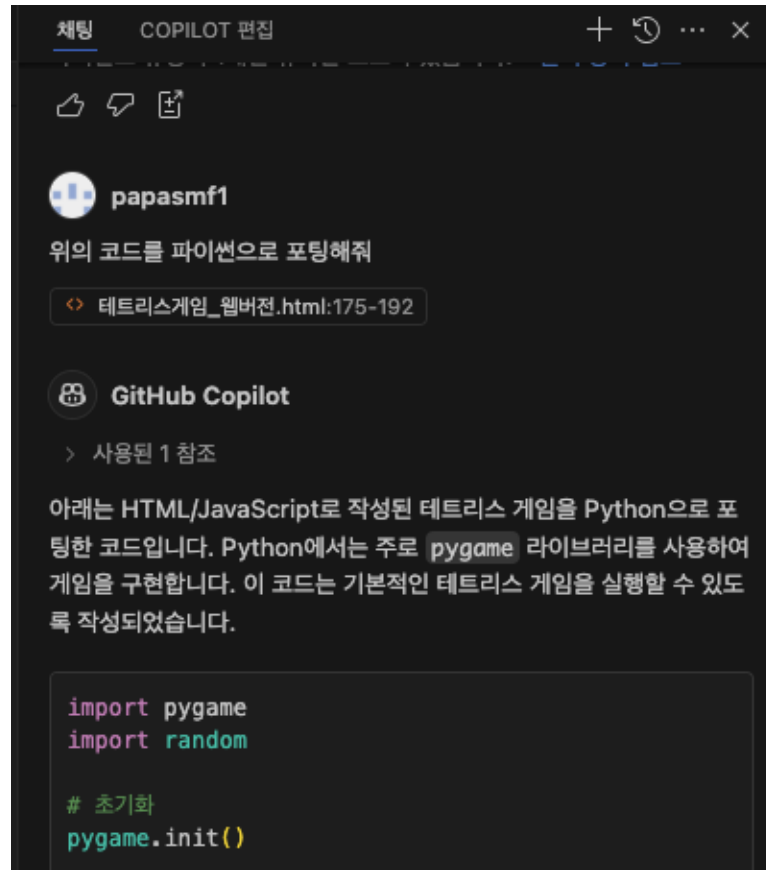 채팅 COPILOT 편집
papasmf1
위의 코드를 파이썬으로 포팅해줘
<> 테트리스게임_웹버전.html:175-192
GitHub Copilot
> 사용된 1 참조
아래는 HTML/JavaScript로 작성된 테트리스 게임을 Python으로 포
팅한 코드입니다. Python에서는 주로 pygame 라이브러리를 사용하여
게임을 구현합니다. 이 코드는 기본적인 테트리스 게임을 실행할 수 있도
록 작성되었습니다.
import pygame
import random
# 초기화
pygame.init()